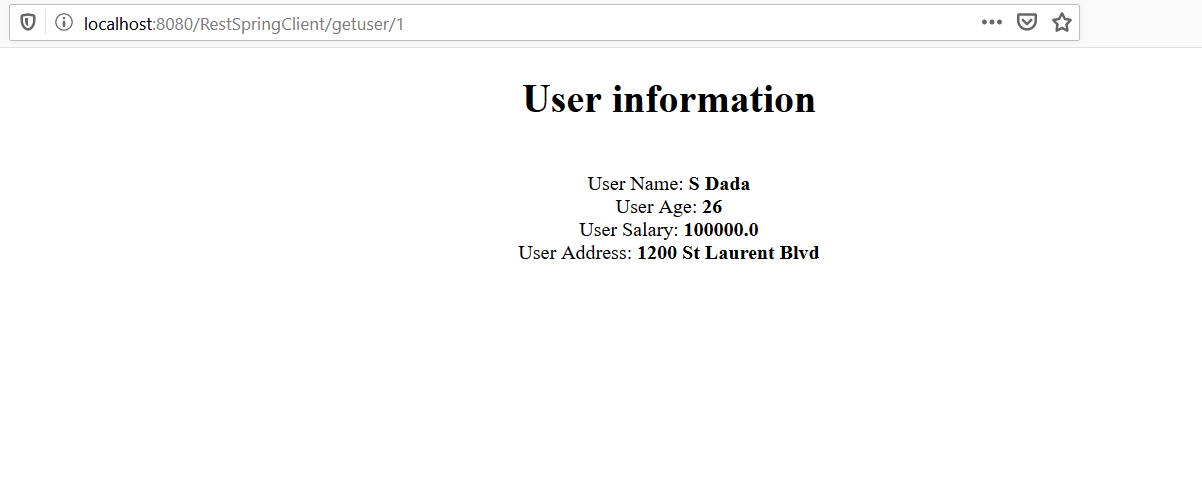 localhost:8080/RestSpringClient/getuser/1
User information
User Name: S Dada
User Age: 26
User Salary: 100000.0
User Address: 1200 St Laurent Blvd